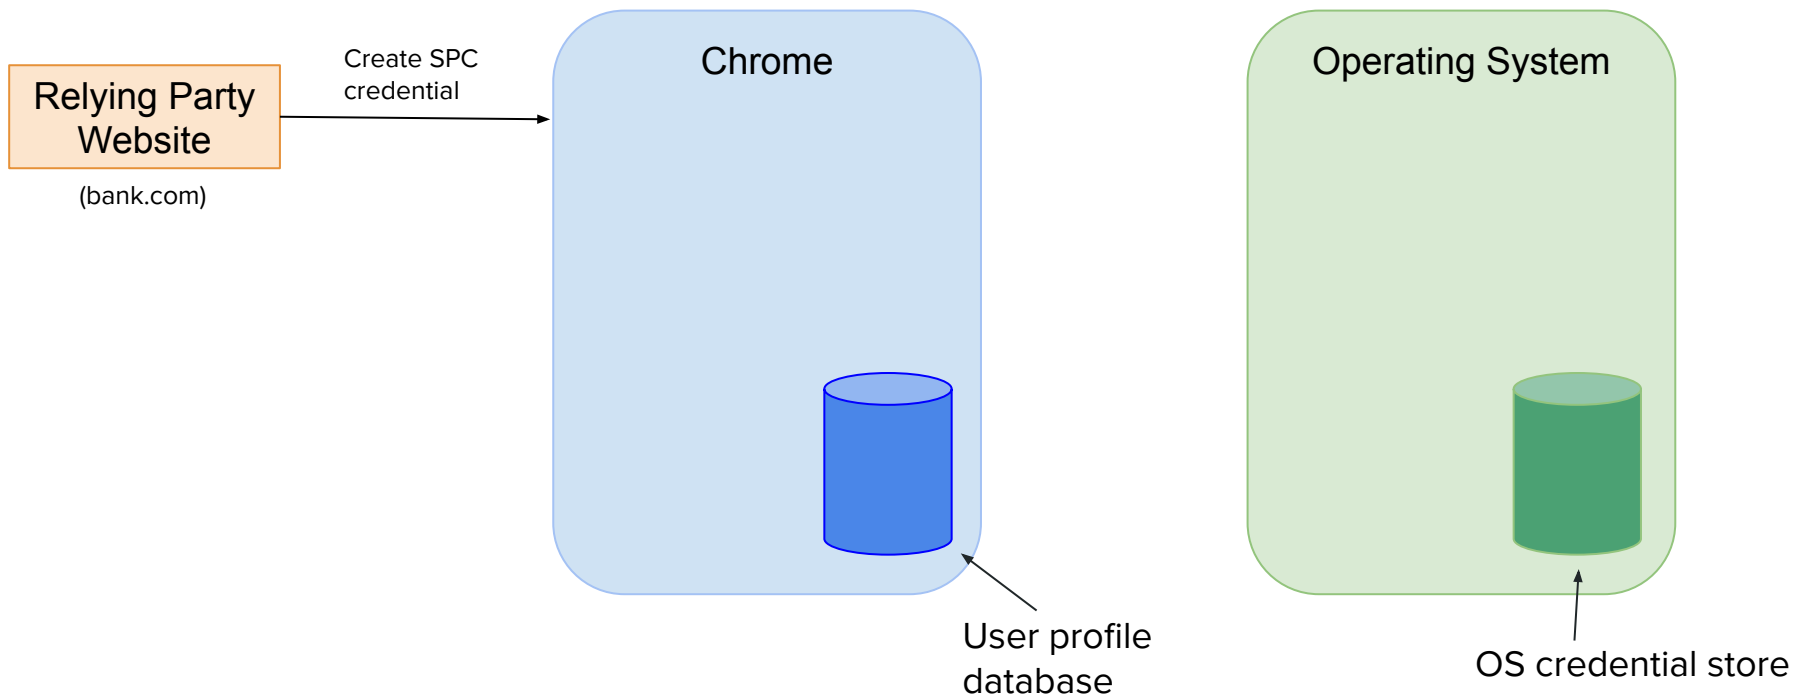 Relying Party
Website
(bank.com)
Create SPC
credential
Chrome
User profile
database
Operating System
OS credential store